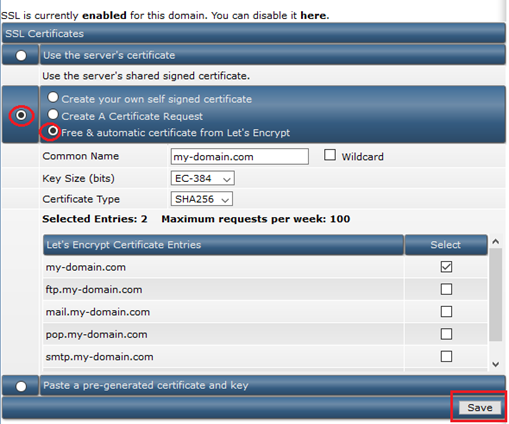 SSL is currently enabled for this domain. You can disable it here.
SSL Certificates
Use the server's certificate
Use the server's shared signed certificate.
Create your own self signed certificate
Create A Certificate Request
Free & automatic certificate from Let's Encrypt
Common Name my-domain.com Wildcard
Key Size (bits) EC-384
Certificate Type SHA256
Selected Entries: 2 Maximum requests per week: 100
Let's Encrypt Certificate Entries Select
my-domain.com
ftp.my-domain.com
mail.my-domain.com
pop.my-domain.com
smtp.my-domain.com
Paste a pre-generated certificate and key
Save